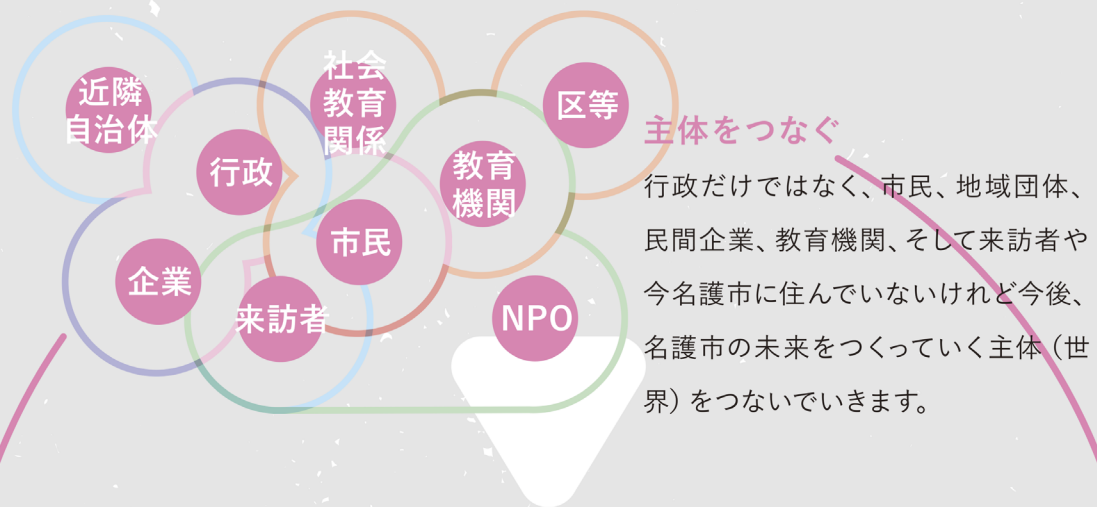 近隣
自治体
社会
教育
関係
区等
行政
教育
機関
市民
企業
来訪者
NPO
主体をつなぐ
行政だけではなく、市民、地域団体、
民間企業、教育機関、そして来訪者や
今名護市に住んでいないけれど今後、
名護市の未来をつくっていく主体（世
界）をつないでいきます。